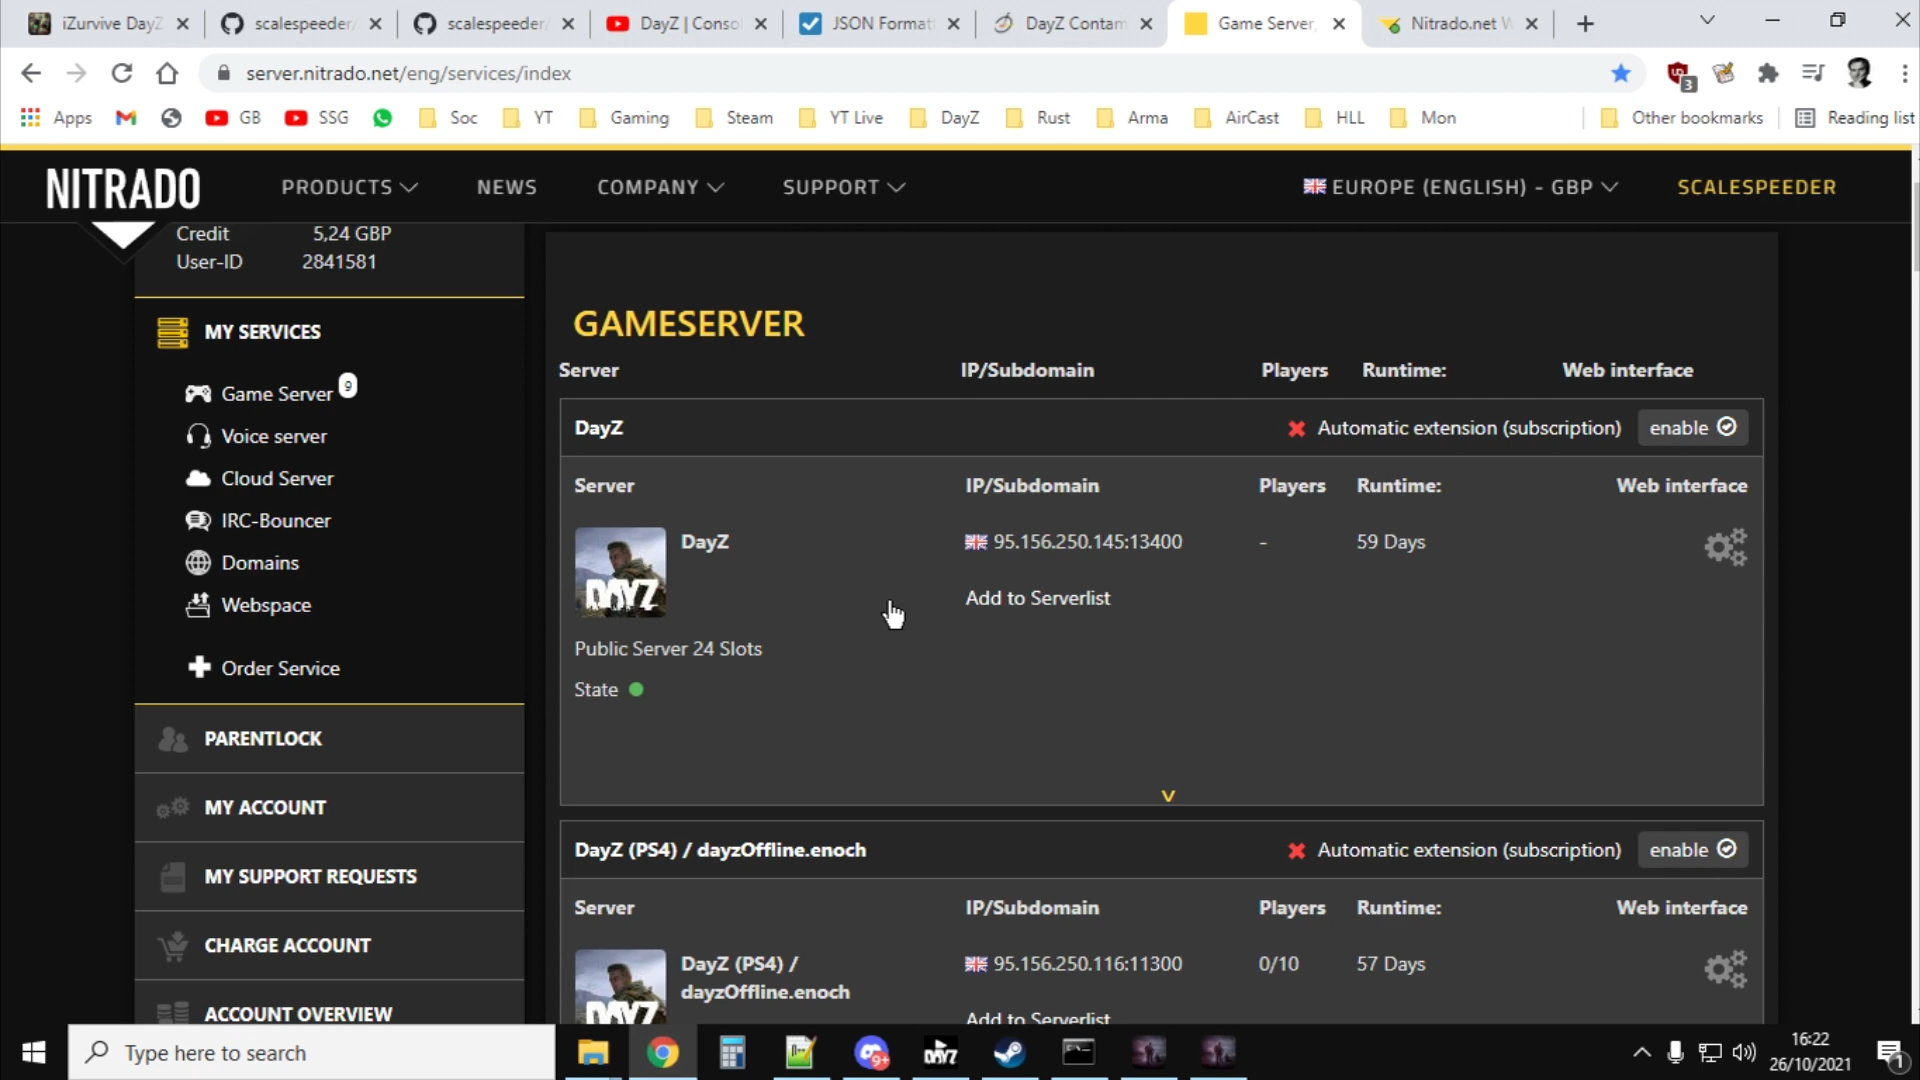 iZurvive DayZ
scalespeeder/
scalespeeder/
DayZ | Conso
JSON Format
DayZ Contam
Game Server,
Nitrado.net W
server.nitrado.net/eng/services/index
3
Apps
GB
SSG
Soc
YT
Gaming
Steam
YT Live
DayZ
Rust
Arma
AirCast
HLL
Mon
Other bookmarks
Reading list
NITRADO
PRODUCTS
NEWS
COMPANY
SUPPORT
EUROPE (ENGLISH) - GBP
SCALESPEEDER
Credit 5,24 GBP
User-ID 2841581
MY SERVICES
Game Server 9
Voice server
Cloud Server
IRC-Bouncer
Domains
Webspace
Order Service
PARENTLOCK
MY ACCOUNT
MY SUPPORT REQUESTS
CHARGE ACCOUNT
ACCOUNT OVERVIEW
GAMESERVER
Server IP/Subdomain Players Runtime: Web interface
DayZ Automatic extension (subscription) enable
Server IP/Subdomain Players Runtime: Web interface
DAYZ
DayZ 95.156.250.145:13400 - 59 Days
Add to Serverlist
Public Server 24 Slots
State
DayZ (PS4) / dayzOffline.enoch Automatic extension (subscription) enable
Server IP/Subdomain Players Runtime: Web interface
DayZ (PS4) / 95.156.250.116:11300 0/10 57 Days
dayzOffline.enoch
DAYZ
Add to Serverlist
Type here to search
9+
DAYZ
16:22
26/10/2021
1